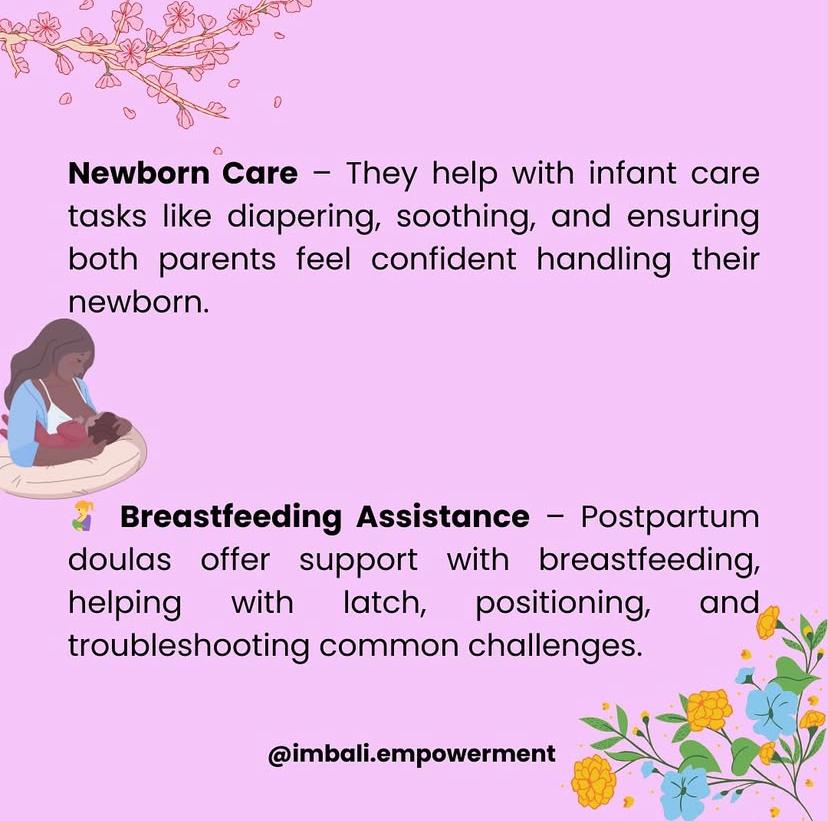 Newborn Care – They help with infant care
tasks like diapering, soothing, and ensuring
both parents feel confident handling their
newborn.
🤱 Breastfeeding Assistance – Postpartum
doulas offer support with breastfeeding,
helping with latch, positioning, and
troubleshooting common challenges.
@imbali.empowerment